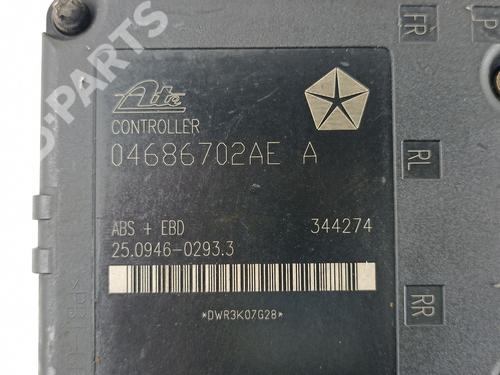 Ate
CONTROLLER
04686702AE A
ABS + EBD 344274
25.0946-0293.3
*DWR3K07G28*
FR
P
RL
RR
-PARTS